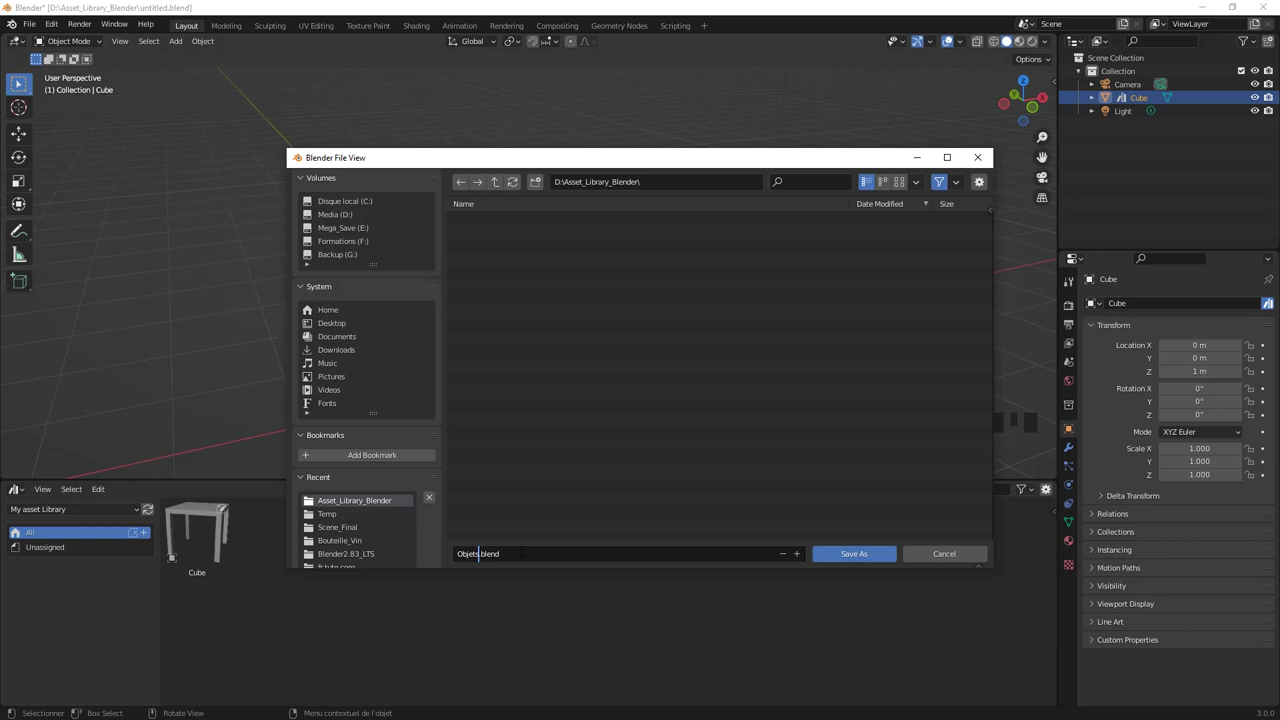 Blender* [D:\Asset_Library_Blender\untitled.blend]
File Edit Render Window Help Layout Modeling Sculpting UV Editing Texture Paint Shading Animation Rendering Compositing Geometry Nodes Scripting + Scene ViewLayer
Object Mode View Select Add Object Global
Options
User Perspective
(1) Collection | Cube
Z
X
Y
Scene Collection
Collection
Camera
Cube
Light
Blender File View
Volumes
Disque local (C:)
Media (D:)
Mega_Save (E:)
Formations (F:)
Backup (G:)
System
Home
Desktop
Documents
Downloads
Music
Pictures
Videos
Fonts
Bookmarks
Add Bookmark
Recent
Asset_Library_Blender
Temp
Scene_Final
Bouteille_Vin
Blender2.83_LTS
fr.tuto.com
D:\Asset_Library_Blender\
Name Date Modified Size
Objets.blend
Save As
Cancel
View Select Edit
My asset Library
All
Unassigned
Cube
Cube
Cube
Transform
Location X 0 m
Y 0 m
Z 1 m
Rotation X 0°
Y 0°
Z 0°
Mode XYZ Euler
Scale X 1.000
Y 1.000
Z 1.000
Delta Transform
Relations
Collections
Instancing
Motion Paths
Visibility
Viewport Display
Line Art
Custom Properties
Sélectionner Box Select Rotate View Menu contextuel de l'objet 3.0.0